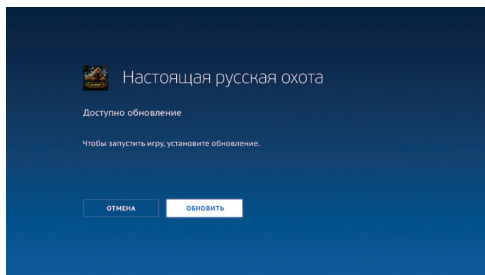 Настоящая русская охота
Доступно обновление
Чтобы запустить игру, установите обновление.
ОТМЕНА ОБНОВИТЬ